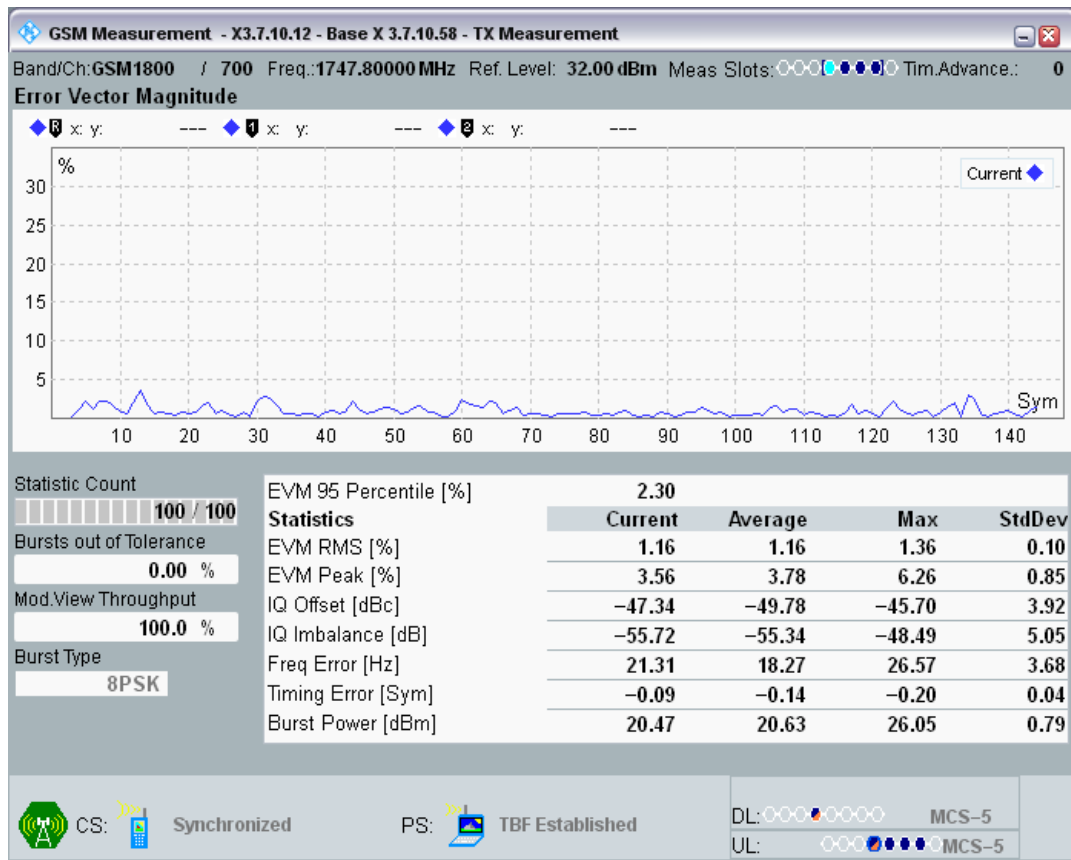 GSM Measurement - X3.7.10.12 - Base X 3.7.10.58 - TX Measurement
Band/Ch:GSM1800 / 700 Freq.:1747.80000 MHz Ref. Level: 32.00 dBm Meas Slots: Tim.Advance.: 0
Error Vector Magnitude
R x: y: --- 1 x: y: --- 2 x: y: ---
%
Current
30
25
20
15
10
5
Sym
10 20 30 40 50 60 70 80 90 100 110 120 130 140
Statistic Count
100 / 100
Bursts out of Tolerance
0.00 %
Mod.View Throughput
100.0 %
Burst Type
8PSK
EVM 95 Percentile [%] 2.30
Statistics Current Average Max StdDev
EVM RMS [%] 1.16 1.16 1.36 0.10
EVM Peak [%] 3.56 3.78 6.26 0.85
IQ Offset [dBc] −47.34 −49.78 −45.70 3.92
IQ Imbalance [dB] −55.72 −55.34 −48.49 5.05
Freq Error [Hz] 21.31 18.27 26.57 3.68
Timing Error [Sym] −0.09 −0.14 −0.20 0.04
Burst Power [dBm] 20.47 20.63 26.05 0.79
CS: Synchronized PS: TBF Established
DL: MCS−5
UL: MCS−5